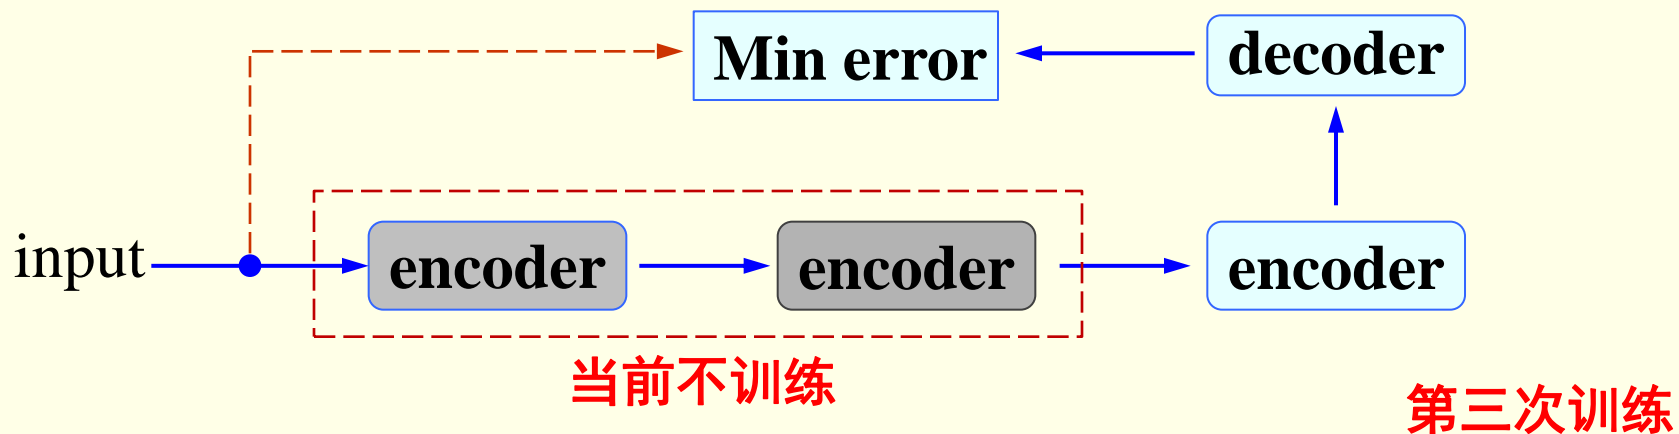 Min error
decoder
input
encoder
encoder
encoder
当前不训练
第三次训练